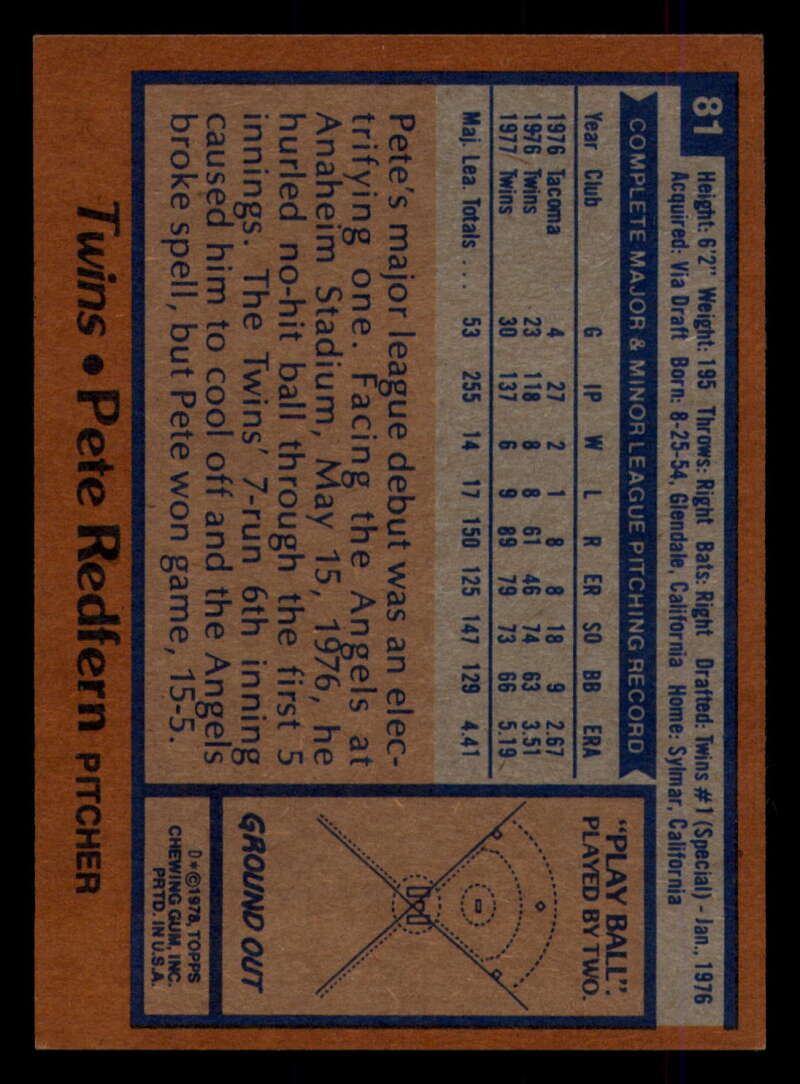 81
Height: 6'2" Weight: 195 Throws: Right Bats: Right Drafted: Twins #1 (Special) - Jan., 1976
Acquired: Via Draft Born: 8-25-54, Glendale, California Home: Sylmar, California
COMPLETE MAJOR & MINOR LEAGUE PITCHING RECORD
Year Club G IP W L R ER SO BB ERA
1976 Tacoma 4 27 2 1 8 8 18 9 2.67
1976 Twins 23 118 8 8 61 46 74 63 3.51
1977 Twins 30 137 6 9 89 79 73 66 5.19
Maj. Lea. Totals ... 53 255 14 17 150 125 147 129 4.41
Pete's major league debut was an elec-
trifying one. Facing the Angels at
Anaheim Stadium, May 15, 1976, he
hurled no-hit ball through the first 5
innings. The Twins' 7-run 6th inning
caused him to cool off and the Angels
broke spell, but Pete won game, 15-5.
"PLAY BALL":
PLAYED BY TWO.
GROUND OUT
D*©1978, TOPPS
CHEWING GUM, INC.
PRTD. IN U.S.A.
Twins • Pete Redfern PITCHER